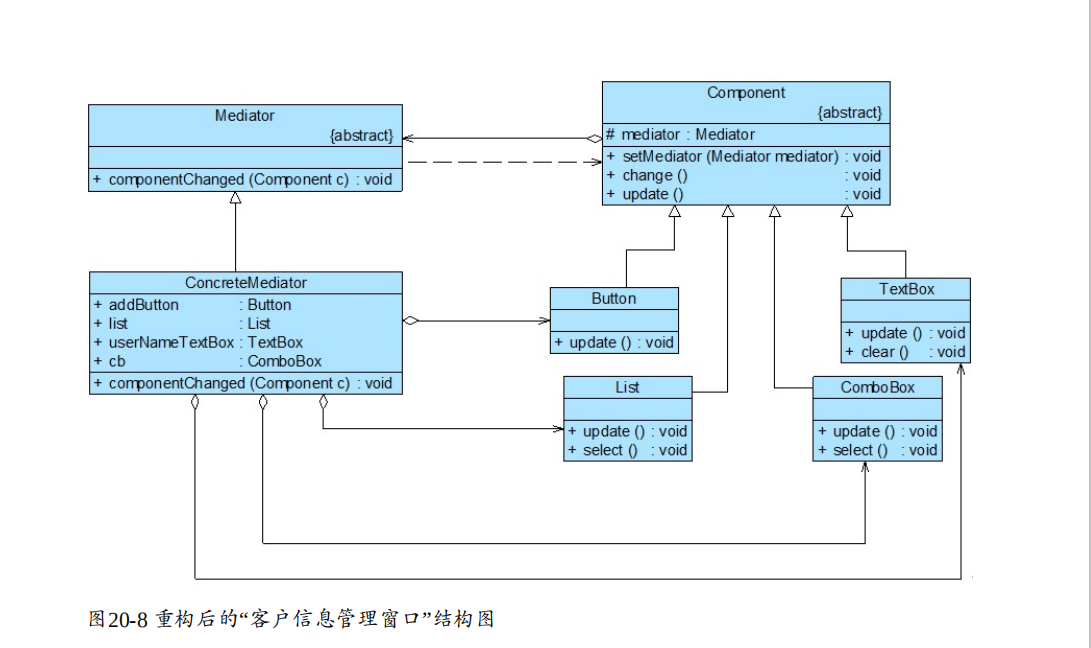 Mediator
{abstract}
+ componentChanged (Component c) : void
Component
{abstract}
# mediator : Mediator
+ setMediator (Mediator mediator) : void
+ change () : void
+ update () : void
ConcreteMediator
+ addButton : Button
+ list : List
+ userNameTextBox : TextBox
+ cb : ComboBox
+ componentChanged (Component c) : void
Button
+ update () : void
TextBox
+ update () : void
+ clear () : void
List
+ update () : void
+ select () : void
ComboBox
+ update () : void
+ select () : void
图20-8 重构后的“客户信息管理窗口”结构图